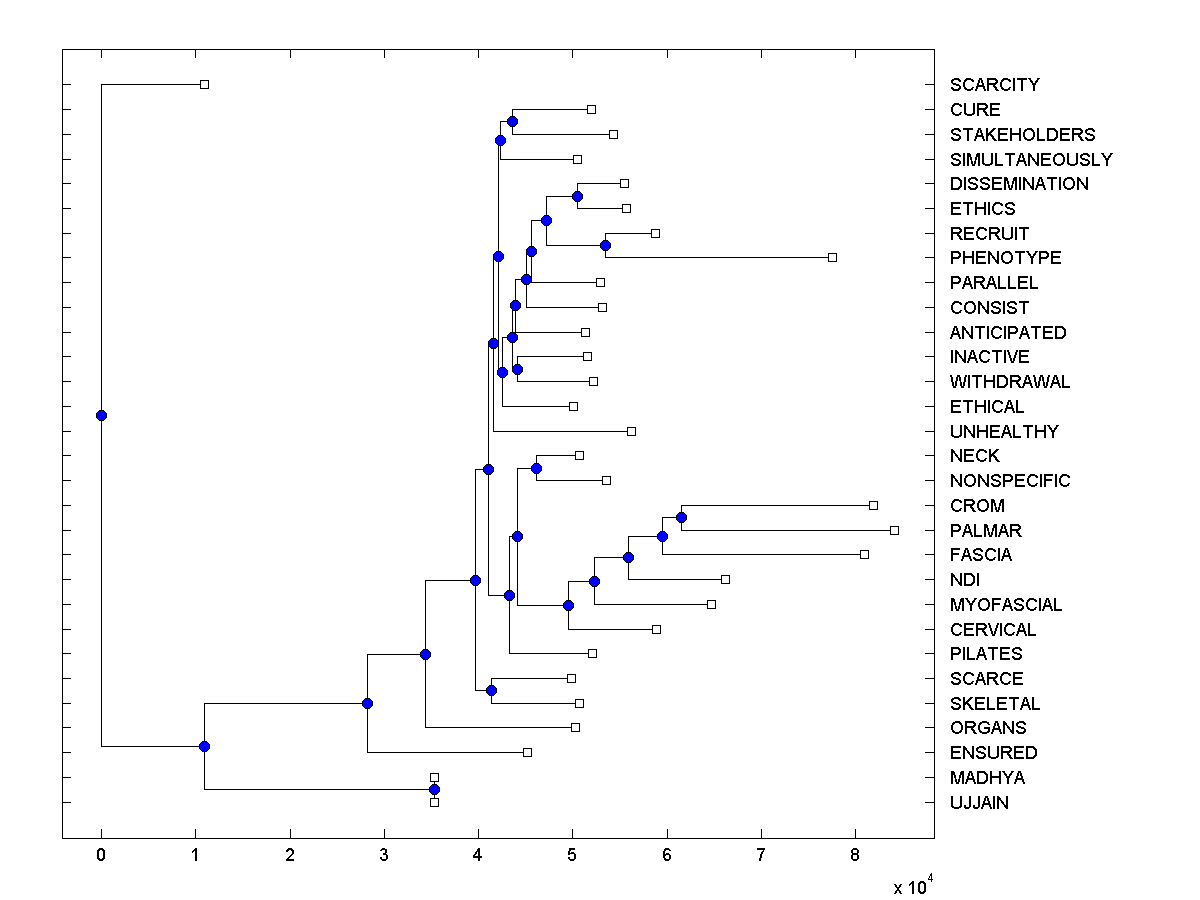 SCARCITY
CURE
STAKEHOLDERS
SIMULTANEOUSLY
DISSEMINATION
ETHICS
RECRUIT
PHENOTYPE
PARALLEL
CONSIST
ANTICIPATED
INACTIVE
WITHDRAWAL
ETHICAL
UNHEALTHY
NECK
NONSPECIFIC
CROM
PALMAR
FASCIA
NDI
MYOFASCIAL
CERVICAL
PILATES
SCARCE
SKELETAL
ORGANS
ENSURED
MADHYA
UJJAIN
0 1 2 3 4 5 6 7 8
x 10^4